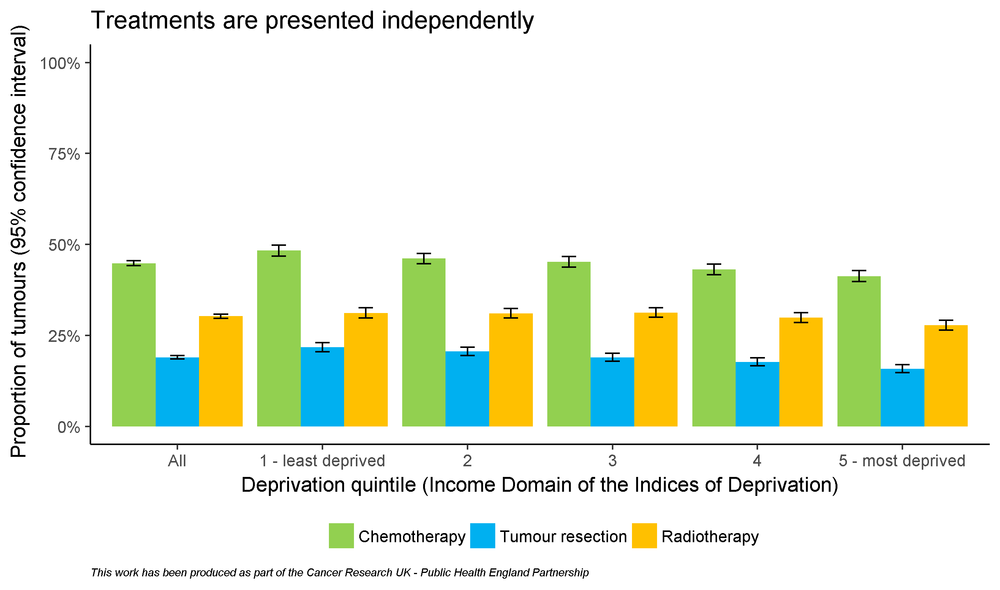 Treatments are presented independently
Proportion of tumours (95% confidence interval)
100%
75%
50%
25%
0%
All
1 - least deprived
2
3
4
5 - most deprived
Deprivation quintile (Income Domain of the Indices of Deprivation)
Chemotherapy
Tumour resection
Radiotherapy
This work has been produced as part of the Cancer Research UK - Public Health England Partnership